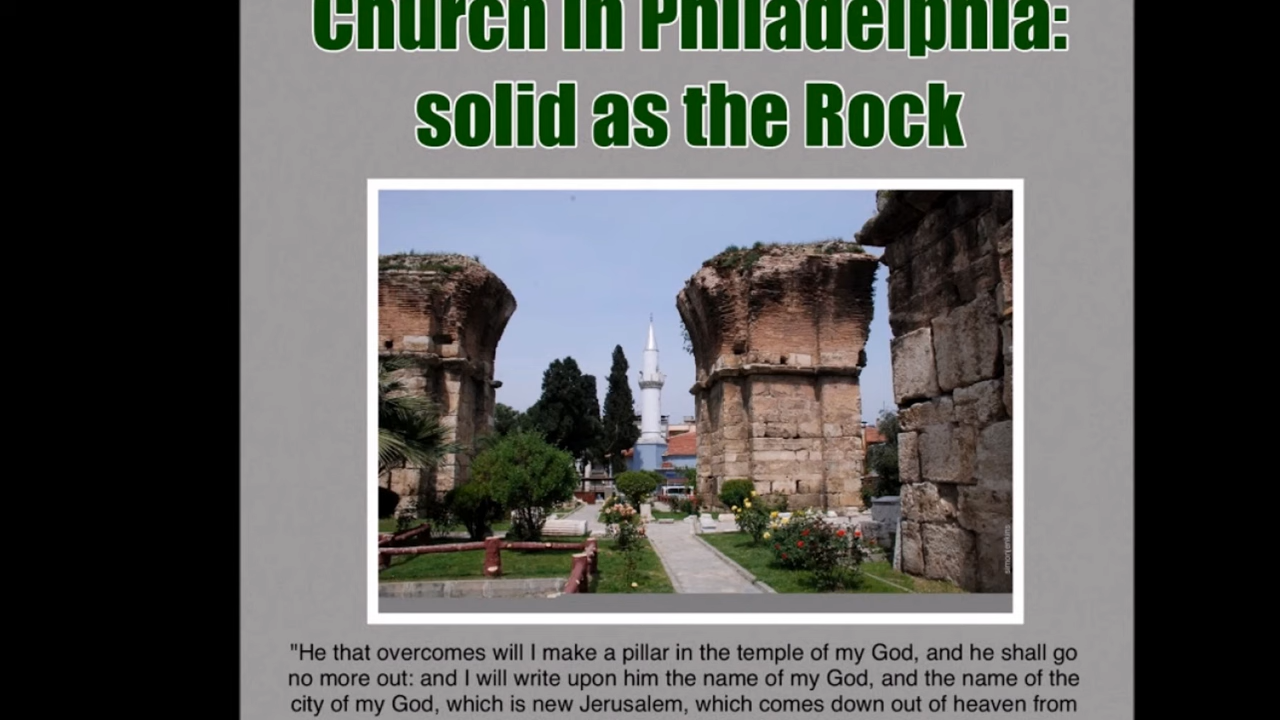 Church in Philadelphia:
solid as the Rock
"He that overcomes will I make a pillar in the temple of my God, and he shall go
no more out: and I will write upon him the name of my God, and the name of the
city of my God, which is new Jerusalem, which comes down out of heaven from